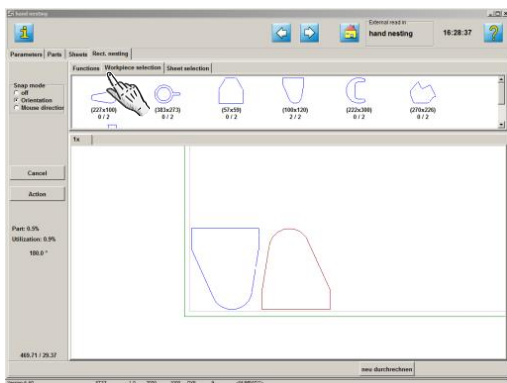 hand nesting
External read in
hand nesting
16:28:37
Parameters Parts Sheets Rect. nesting
Functions Workpiece selection Sheet selection
Snap mode
off
Orientation
Mouse direction
(227x100) (383x273) (57x59) (100x120) (222x300) (270x226)
0 / 2 0 / 2 2 / 2 0 / 2 0 / 2
1x
Cancel
Action
Part: 0.5%
Utilization: 0.9%
180.0 °
469.71 / 29.37
neu durchrechnen